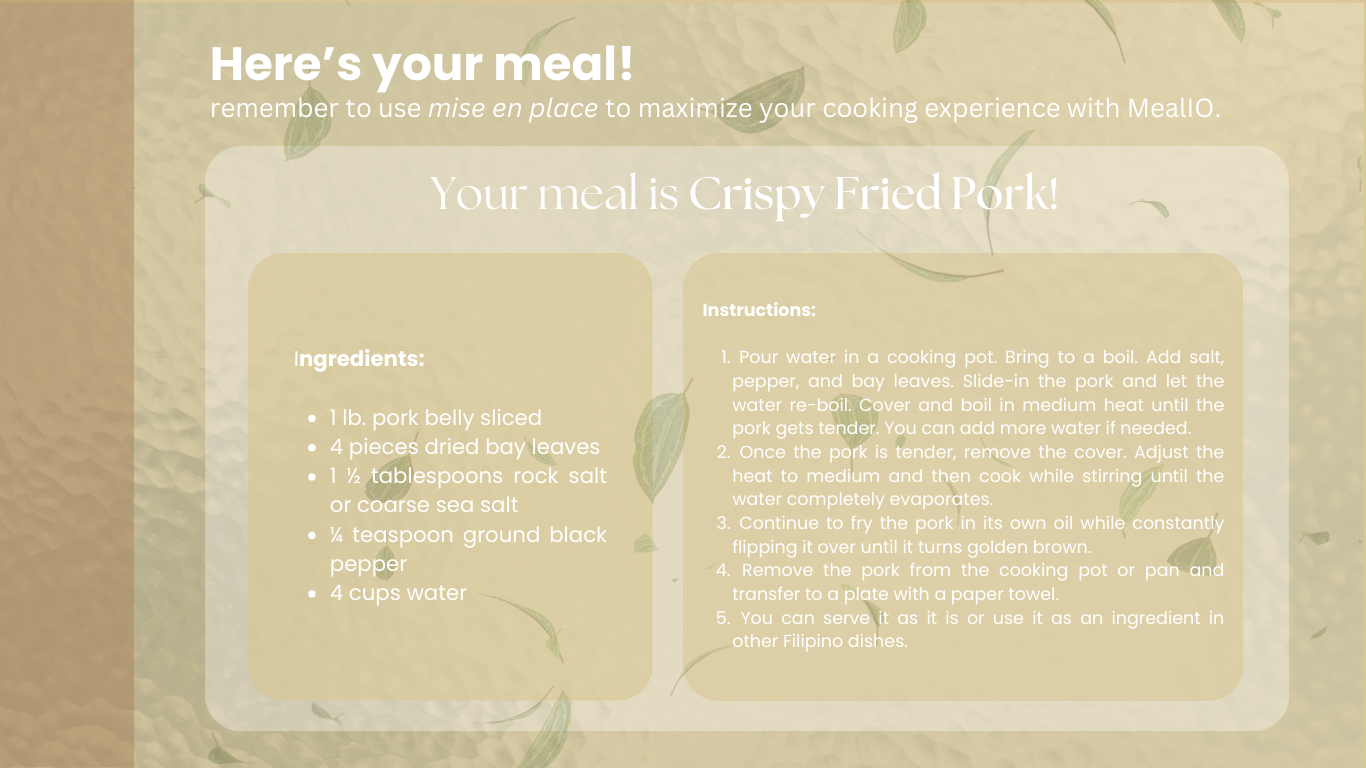 Here's your meal!
remember to use mise en place to maximize your cooking experience with MealIO.
Your meal is Crispy Fried Pork!
Ingredients:
• 1 lb. pork belly sliced
• 4 pieces dried bay leaves
• 1 ½ tablespoons rock salt
or coarse sea salt
• ¼ teaspoon ground black
pepper
• 4 cups water
Instructions:
1. Pour water in a cooking pot. Bring to a boil. Add salt,
pepper, and bay leaves. Slide-in the pork and let the
water re-boil. Cover and boil in medium heat until the
pork gets tender. You can add more water if needed.
2. Once the pork is tender, remove the cover. Adjust the
heat to medium and then cook while stirring until the
water completely evaporates.
3. Continue to fry the pork in its own oil while constantly
flipping it over until it turns golden brown.
4. Remove the pork from the cooking pot or pan and
transfer to a plate with a paper towel.
5. You can serve it as it is or use it as an ingredient in
other Filipino dishes.